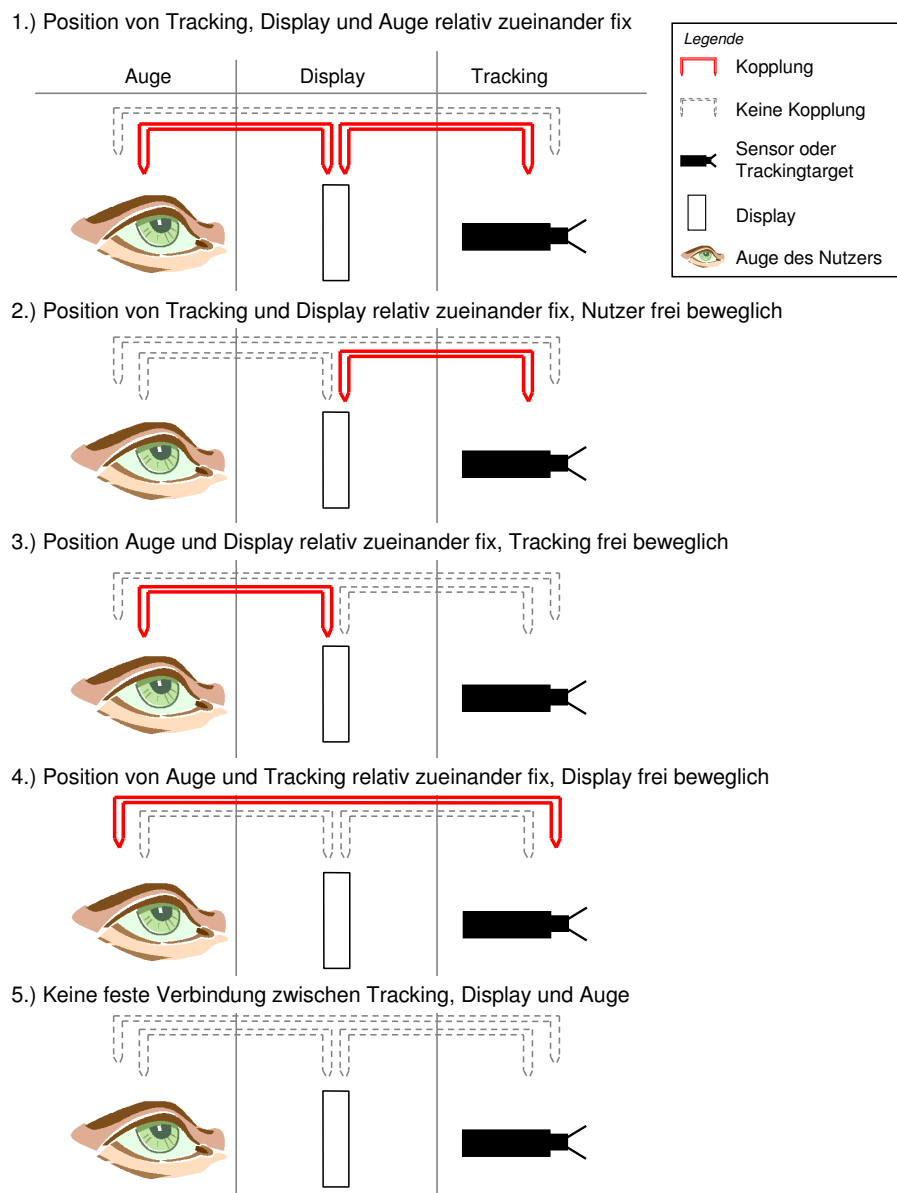 1.) Position von Tracking, Display und Auge relativ zueinander fix
Auge Display Tracking
Legende
Kopplung
Keine Kopplung
Sensor oder
Trackingtarget
Display
Auge des Nutzers
2.) Position von Tracking und Display relativ zueinander fix, Nutzer frei beweglich
3.) Position Auge und Display relativ zueinander fix, Tracking frei beweglich
4.) Position von Auge und Tracking relativ zueinander fix, Display frei beweglich
5.) Keine feste Verbindung zwischen Tracking, Display und Auge